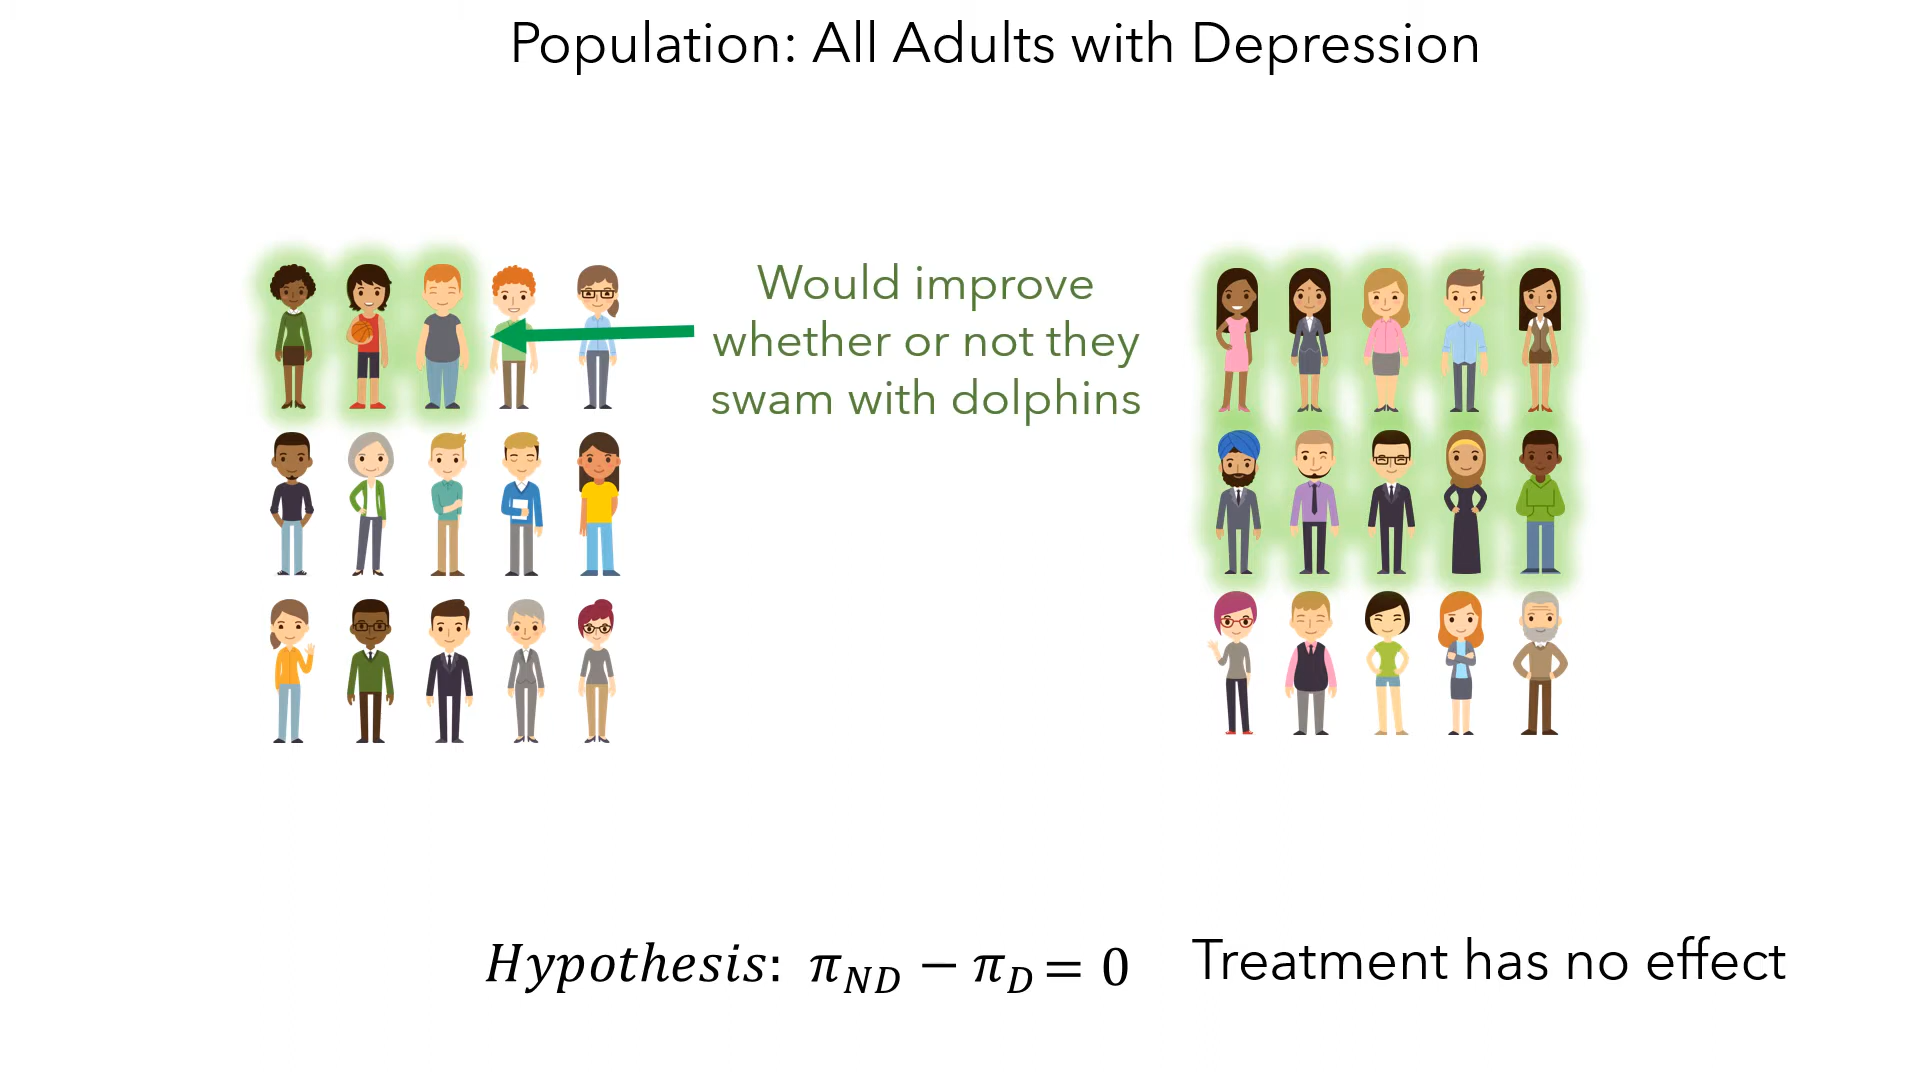 Population: All Adults with Depression
Would improve
whether or not they
swam with dolphins
Hypothesis: π_ND − π_D = 0 Treatment has no effect